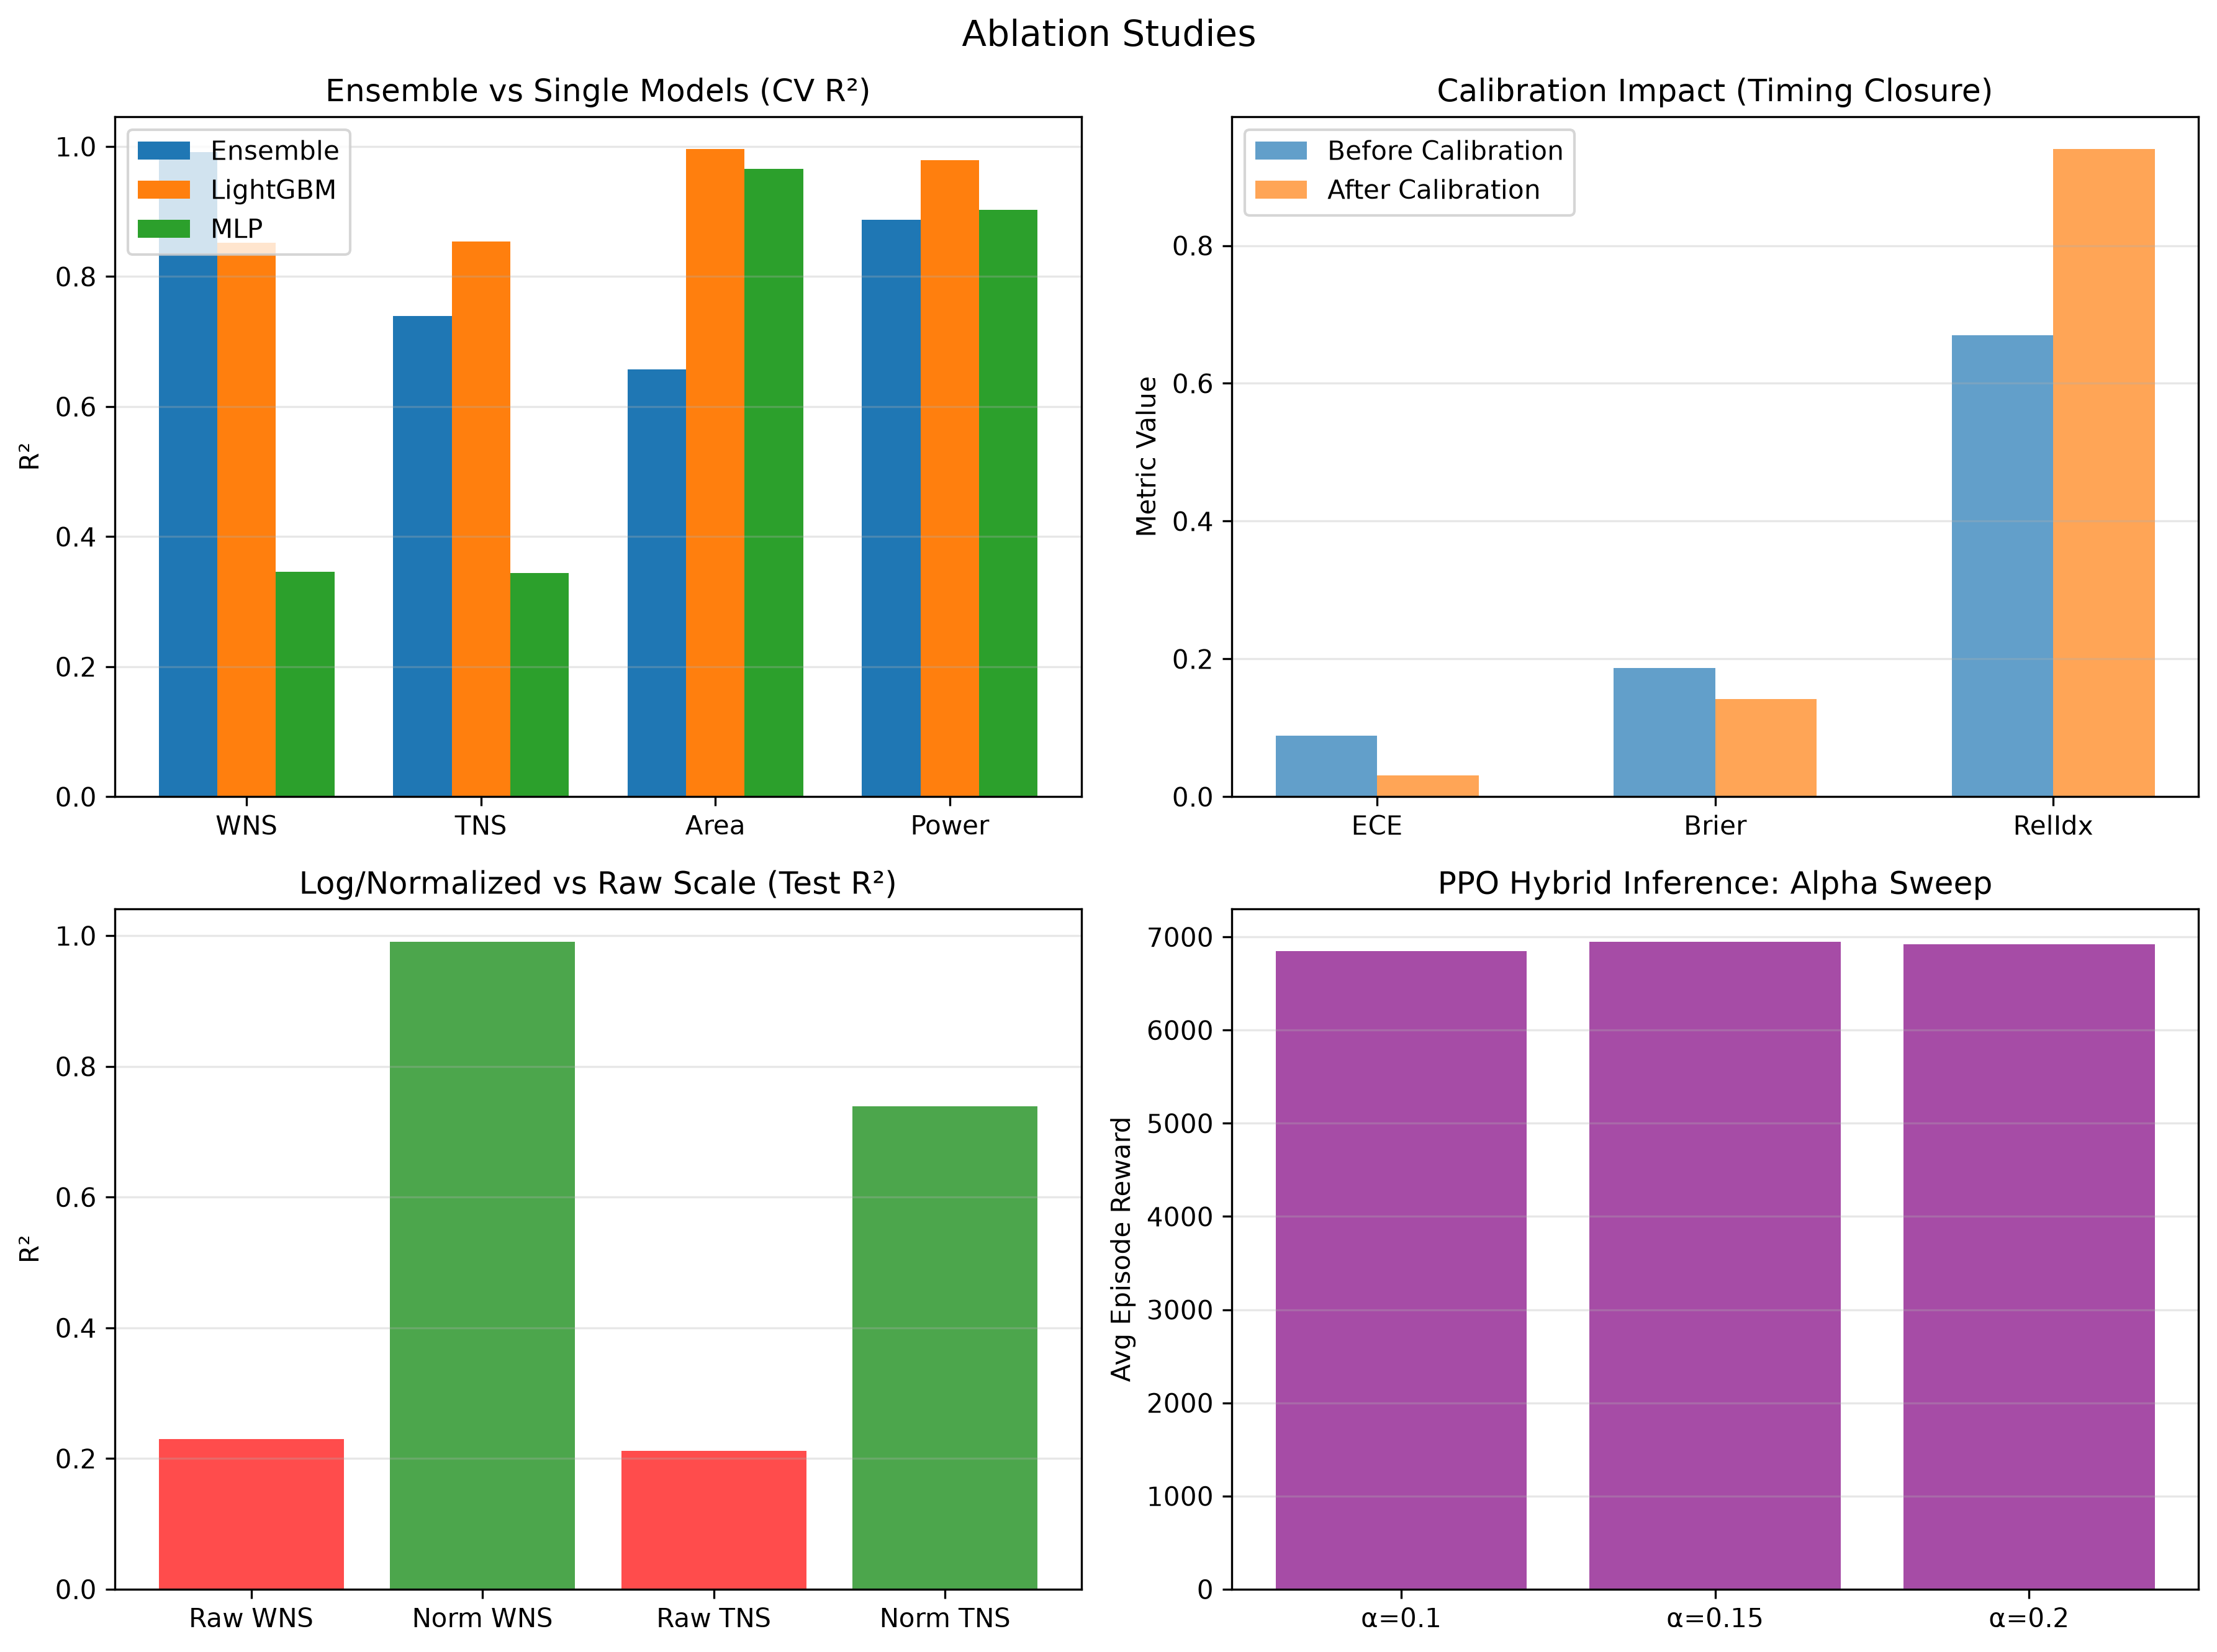 Ablation Studies
Ensemble vs Single Models (CV R²)
Ensemble
LightGBM
MLP
1.0
0.8
0.6
0.4
0.2
0.0
R²
WNS TNS Area Power
Calibration Impact (Timing Closure)
Before Calibration
After Calibration
0.8
0.6
0.4
0.2
0.0
Metric Value
ECE Brier RelIdx
Log/Normalized vs Raw Scale (Test R²)
1.0
0.8
0.6
0.4
0.2
0.0
R²
Raw WNS Norm WNS Raw TNS Norm TNS
PPO Hybrid Inference: Alpha Sweep
7000
6000
5000
4000
3000
2000
1000
0
Avg Episode Reward
α=0.1 α=0.15 α=0.2